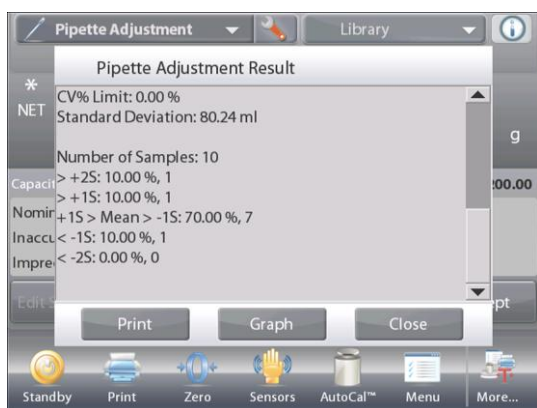 Pipette Adjustment
Library
Pipette Adjustment Result
*
NET
CV% Limit: 0.00 %
Standard Deviation: 80.24 ml
g
Number of Samples: 10
> +2S: 10.00 %, 1
> +1S: 10.00 %, 1
+1S > Mean > -1S: 70.00 %, 7
< -1S: 10.00 %, 1
< -2S: 0.00 %, 0
Print Graph Close
Standby Print Zero Sensors AutoCal™ Menu More...